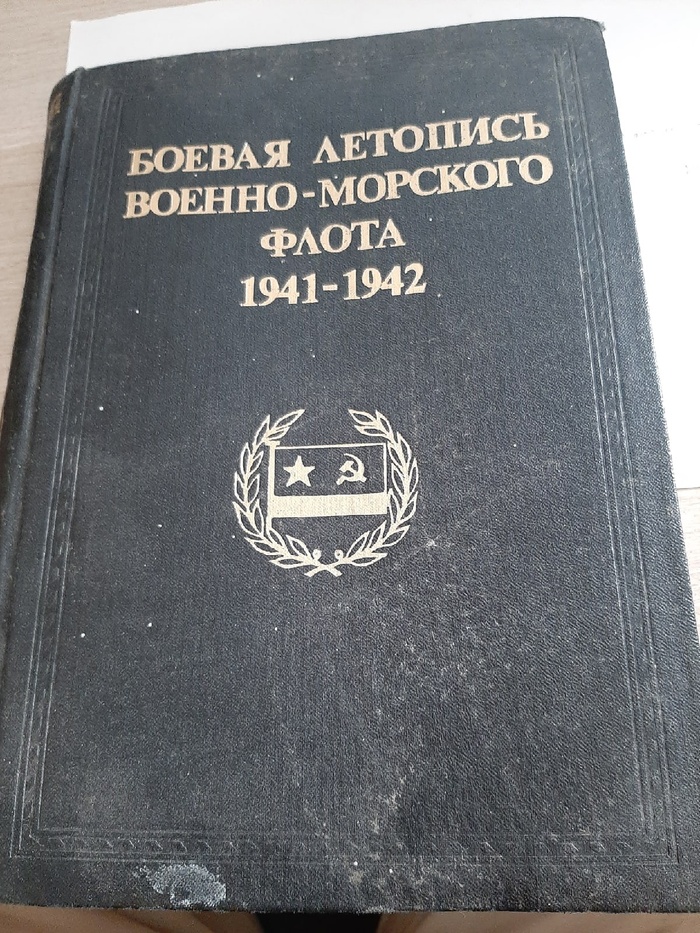 БОЕВАЯ ЛЕТОПИСЬ
ВОЕННО-МОРСКОГО
ФЛОТА
1941-1942